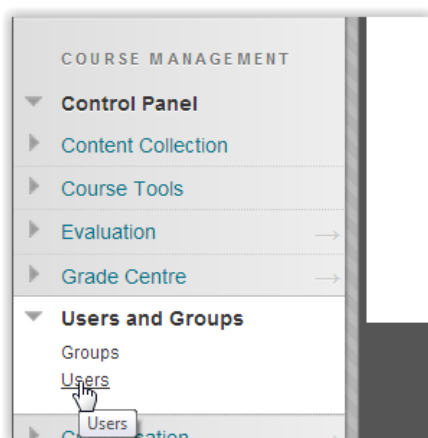 COURSE MANAGEMENT
Control Panel
Content Collection
Course Tools
Evaluation
Grade Centre
Users and Groups
Groups
Users
Users